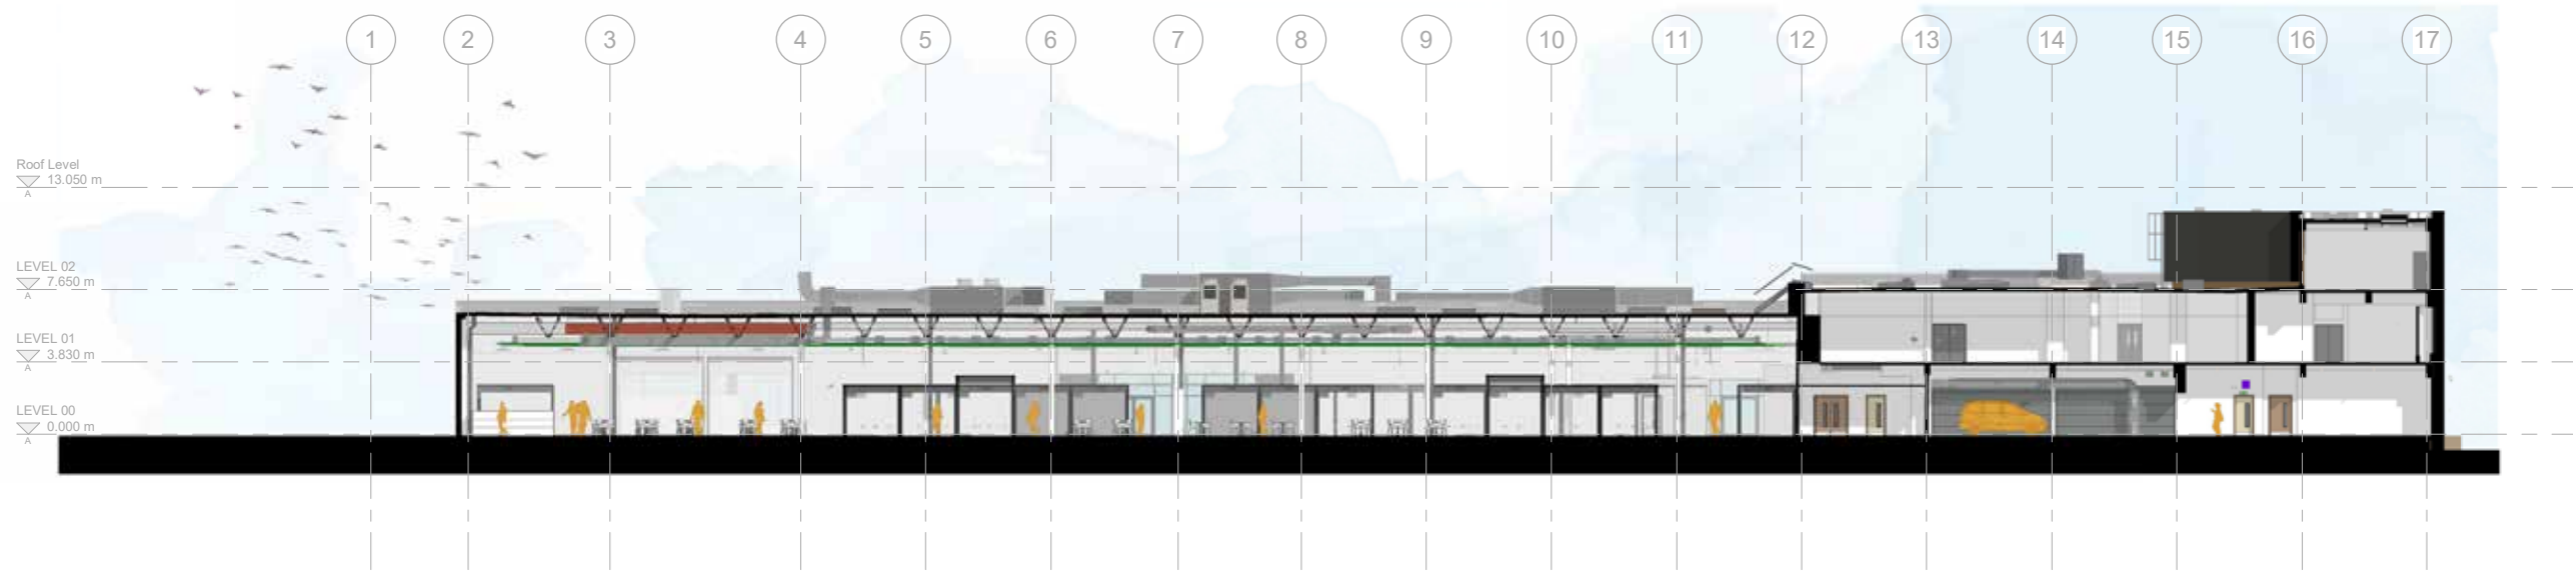 1 2 3 4 5 6 7 8 9 10 11 12 13 14 15 16 17
Roof Level
13.050 m
A
LEVEL 02
7.650 m
A
LEVEL 01
3.830 m
A
LEVEL 00
0.000 m
A